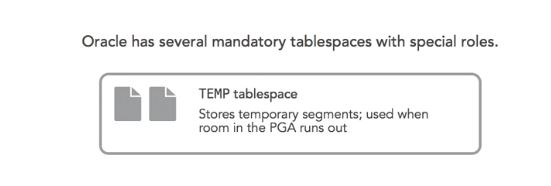 Oracle has several mandatory tablespaces with special roles.
TEMP tablespace
Stores temporary segments; used when
room in the PGA runs out